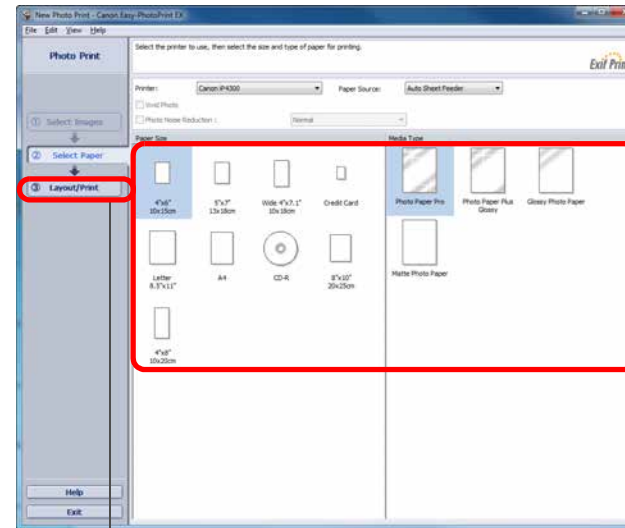 New Photo Print - Canon Easy-PhotoPrint EX
File Edit View Help
Photo Print
Select the printer to use, then select the size and type of paper for printing.
Exif Prin
Printer: Canon iP4300 Paper Source: Auto Sheet Feeder
Vivid Photo
Photo Noise Reduction : Normal
① Select Images
② Select Paper
③ Layout/Print
Paper Size Media Type
4"x6" 5"x7" Wide 4"x7.1" Credit Card Photo Paper Pro Photo Paper Plus Glossy Photo Paper
10x15cm 13x18cm 10x18cm Glossy
Letter A4 CD-R 8"x10" Matte Photo Paper
8.5"x11" 20x25cm
4"x8"
10x20cm
Help
Exit